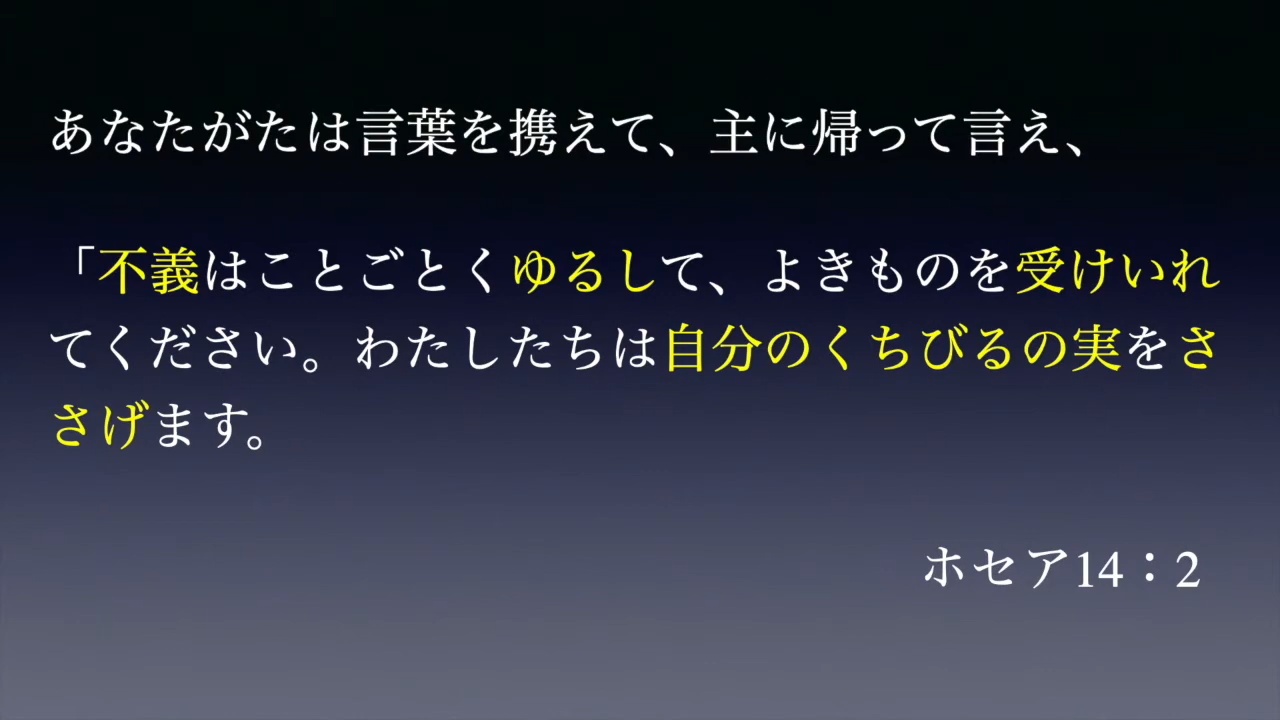 あなたがたは言葉を携えて、主に帰って言え、
「不義はことごとくゆるして、よきものを受けいれ
てください。わたしたちは自分のくちびるの実をさ
さげます。
ホセア14：2